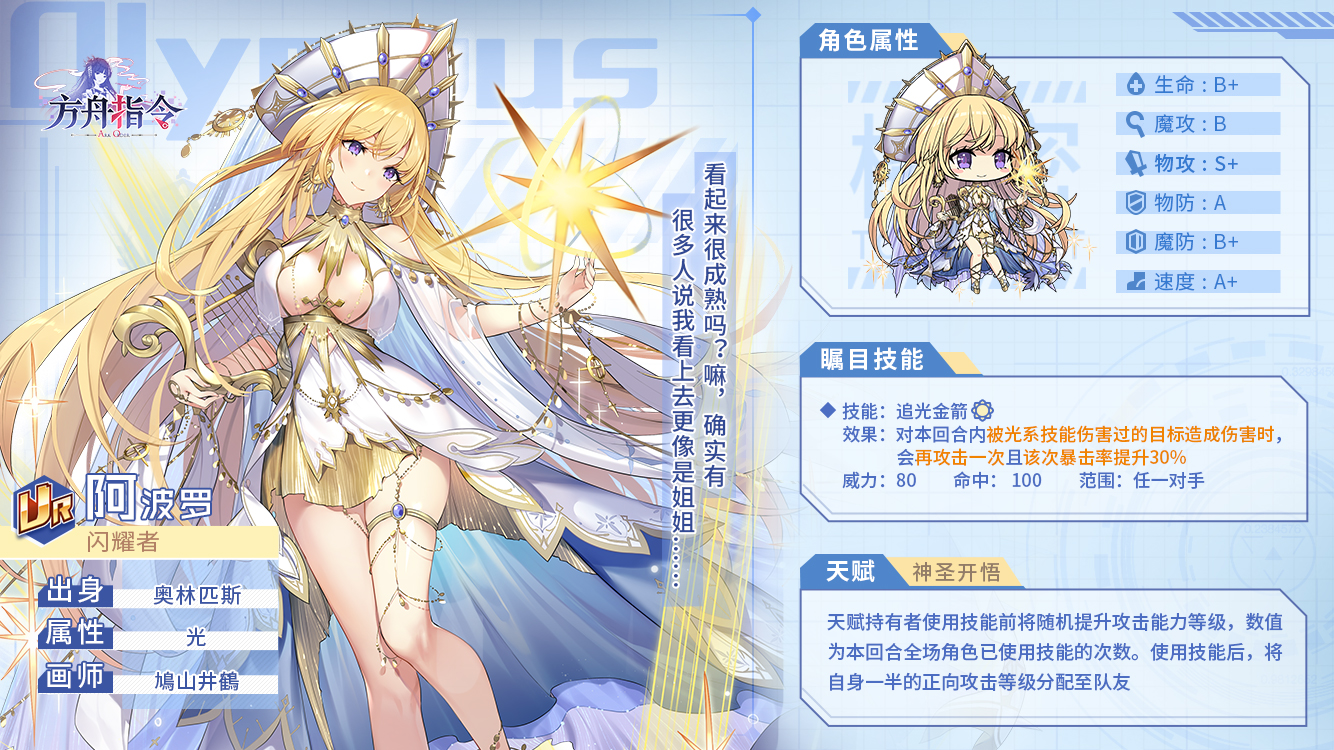 Olympus
方舟指令
ARK ORDER
看起来很成熟吗？嘛，确实有
很多人说我看上去更像是姐姐……
UR
阿波罗
闪耀者
出身 奥林匹斯
属性 光
画师 鳩山井鶴
角色属性
生命：B+
魔攻：B
物攻：S+
物防：A
魔防：B+
速度：A+
瞩目技能
技能：追光金箭
效果：对本回合内被光系技能伤害过的目标造成伤害时，
会再攻击一次且该次暴击率提升30%
威力：80 命中：100 范围：任一对手
天赋 神圣开悟
天赋持有者使用技能前将随机提升攻击能力等级，数值
为本回合全场角色已使用技能的次数。使用技能后，将
自身一半的正向攻击等级分配至队友